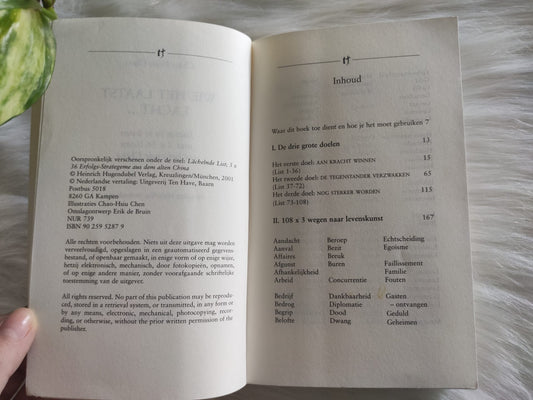 Oorspronkelijk verschenen onder de titel: Lächelnde List; 3 x
36 Erfolgs-Strategeme aus dem alten China
© Heinrich Hugendubel Verlag, Kreuzlingen/München, 2001
© Nederlandse vertaling: Uitgeverij Ten Have, Baarn
Postbus 5018
8260 GA Kampen
Illustraties Chao-Hsiu Chen
Omslagontwerp Erik de Bruin
NUR 739
ISBN 90 259 5287 9
Alle rechten voorbehouden. Niets uit deze uitgave mag worden
verveelvoudigd, opgeslagen in een geautomatiseerd gegevens-
bestand, of openbaar gemaakt, in enige vorm of op enige wijze,
hetzij elektronisch, mechanisch, door fotokopieën, opnamen,
of op enige andere manier, zonder voorafgaande schriftelijke
toestemming van de uitgever.
All rights reserved. No part of this publication may be reproduced,
stored in a retrieval system, or transmitted, in any form or
by any means, electronic, mechanical, photocopying, recor-
ding, or otherwise, without the prior written permission of the
publisher.
Inhoud
Waar dit boek toe dient en hoe je het moet gebruiken 7
I. De drie grote doelen 13
Het eerste doel: AAN KRACHT WINNEN 15
(List 1-36)
Het tweede doel: DE TEGENSTANDER VERZWAKKEN 65
(List 37-72)
Het derde doel: NOG STERKER WORDEN 115
(List 73-108)
II. 108 x 3 wegen naar levenskunst 167
Aandacht Beroep Echtscheiding
Aanval Bezit Egoïsme
Affaires Beruk
Afgunst Buren Faillissement
Afhankelijkheid Familie
Arbeid Concurrentie Fouten
Bedrijf Dankbaarheid Gasten
Bedrog Diplomatie – ontvangen
Begrip Dood Geduld
Belofte Dwang Geheimen